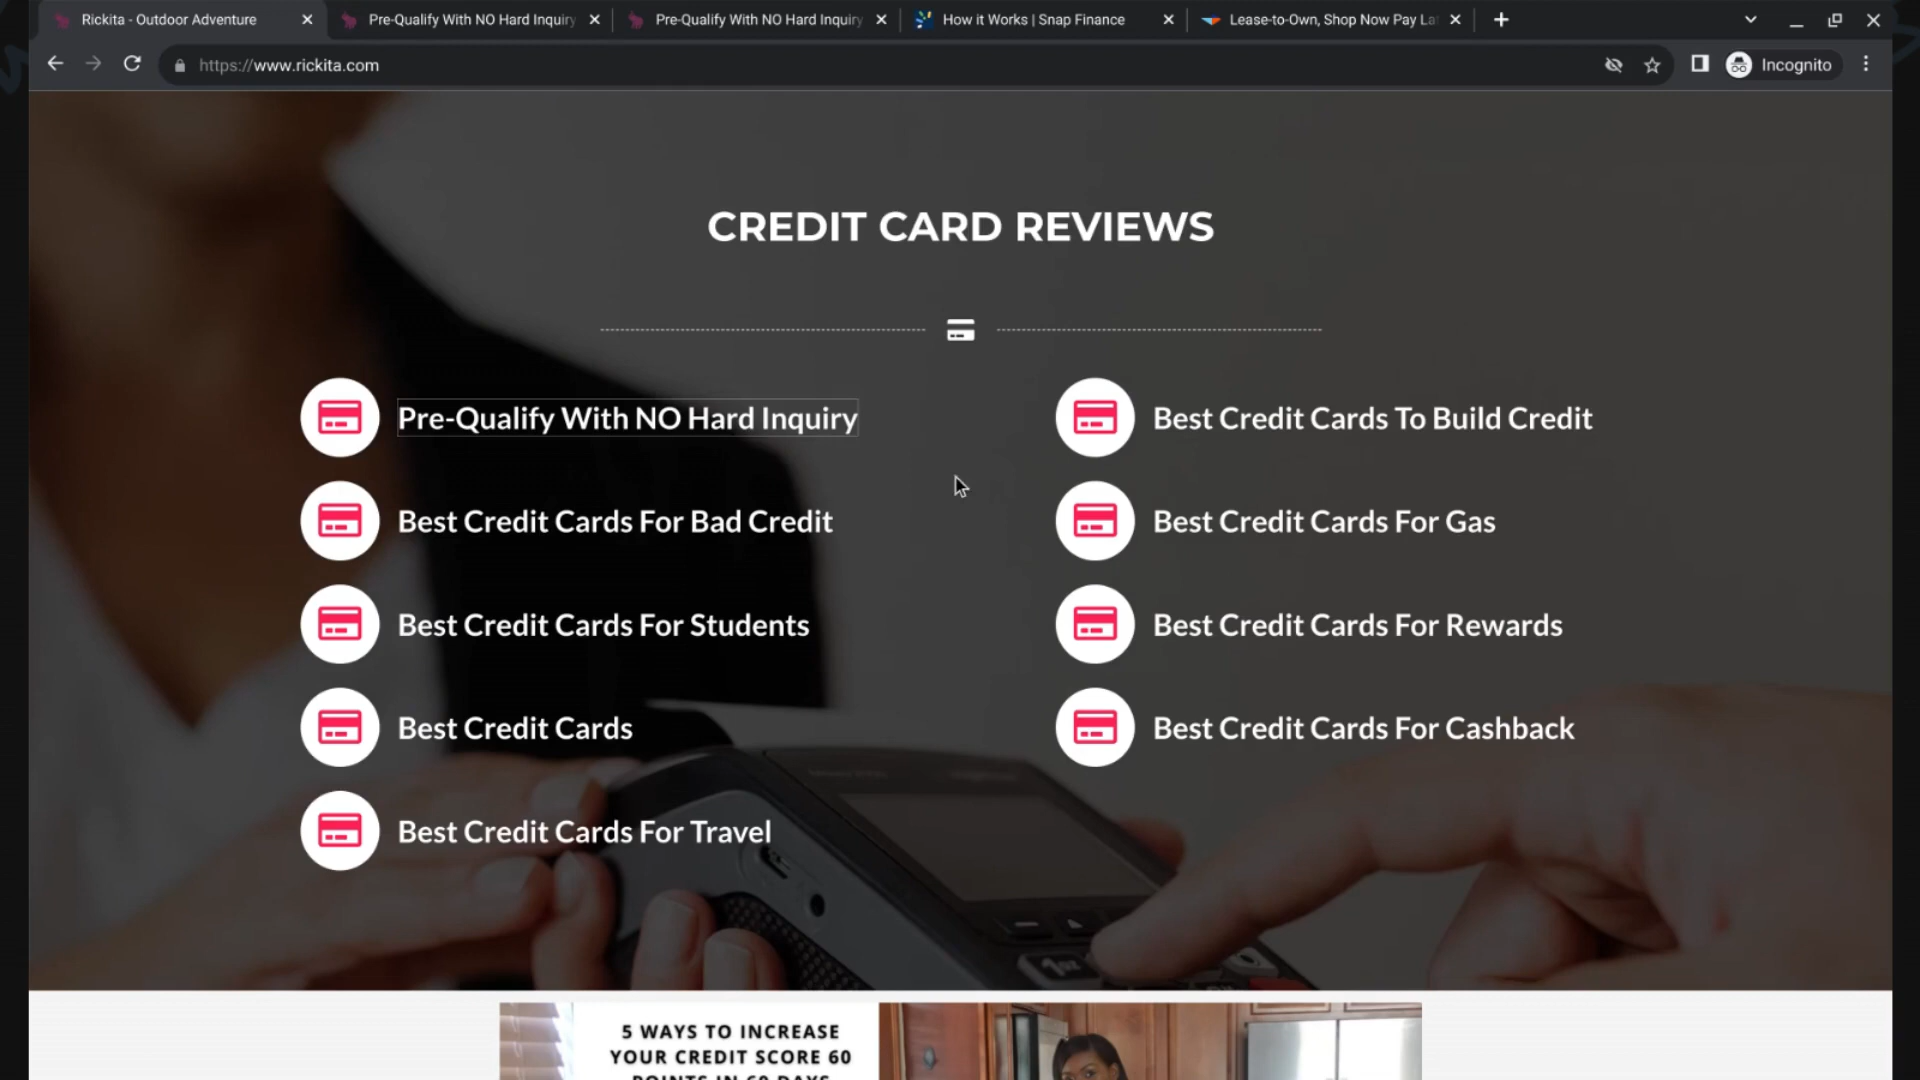 Rickita - Outdoor Adventure
Pre-Qualify With NO Hard Inquiry
Pre-Qualify With NO Hard Inquiry
How it Works | Snap Finance
Lease-to-Own, Shop Now Pay La
https://www.rickita.com
Incognito
CREDIT CARD REVIEWS
Pre-Qualify With NO Hard Inquiry
Best Credit Cards To Build Credit
Best Credit Cards For Bad Credit
Best Credit Cards For Gas
Best Credit Cards For Students
Best Credit Cards For Rewards
Best Credit Cards
Best Credit Cards For Cashback
Best Credit Cards For Travel
5 WAYS TO INCREASE
YOUR CREDIT SCORE 60
POINTS IN 60 DAYS